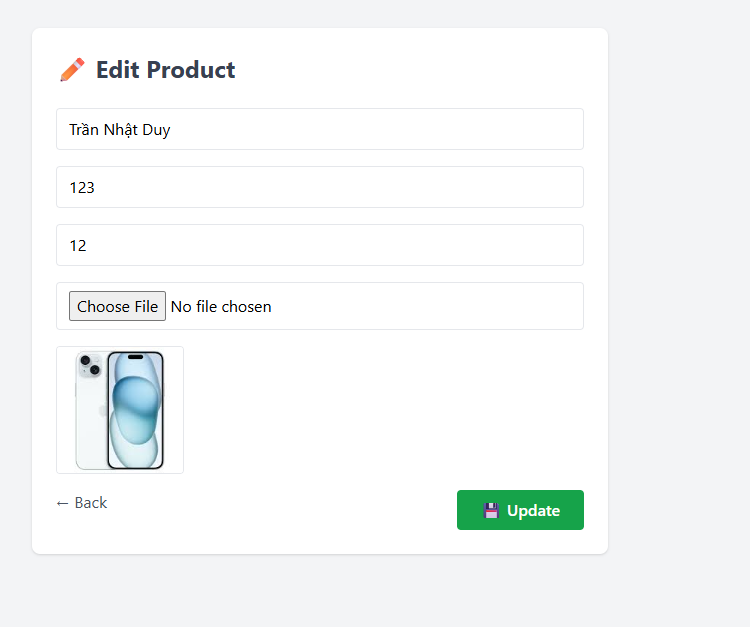 Edit Product
Trần Nhật Duy
123
12
Choose File No file chosen
← Back
Update